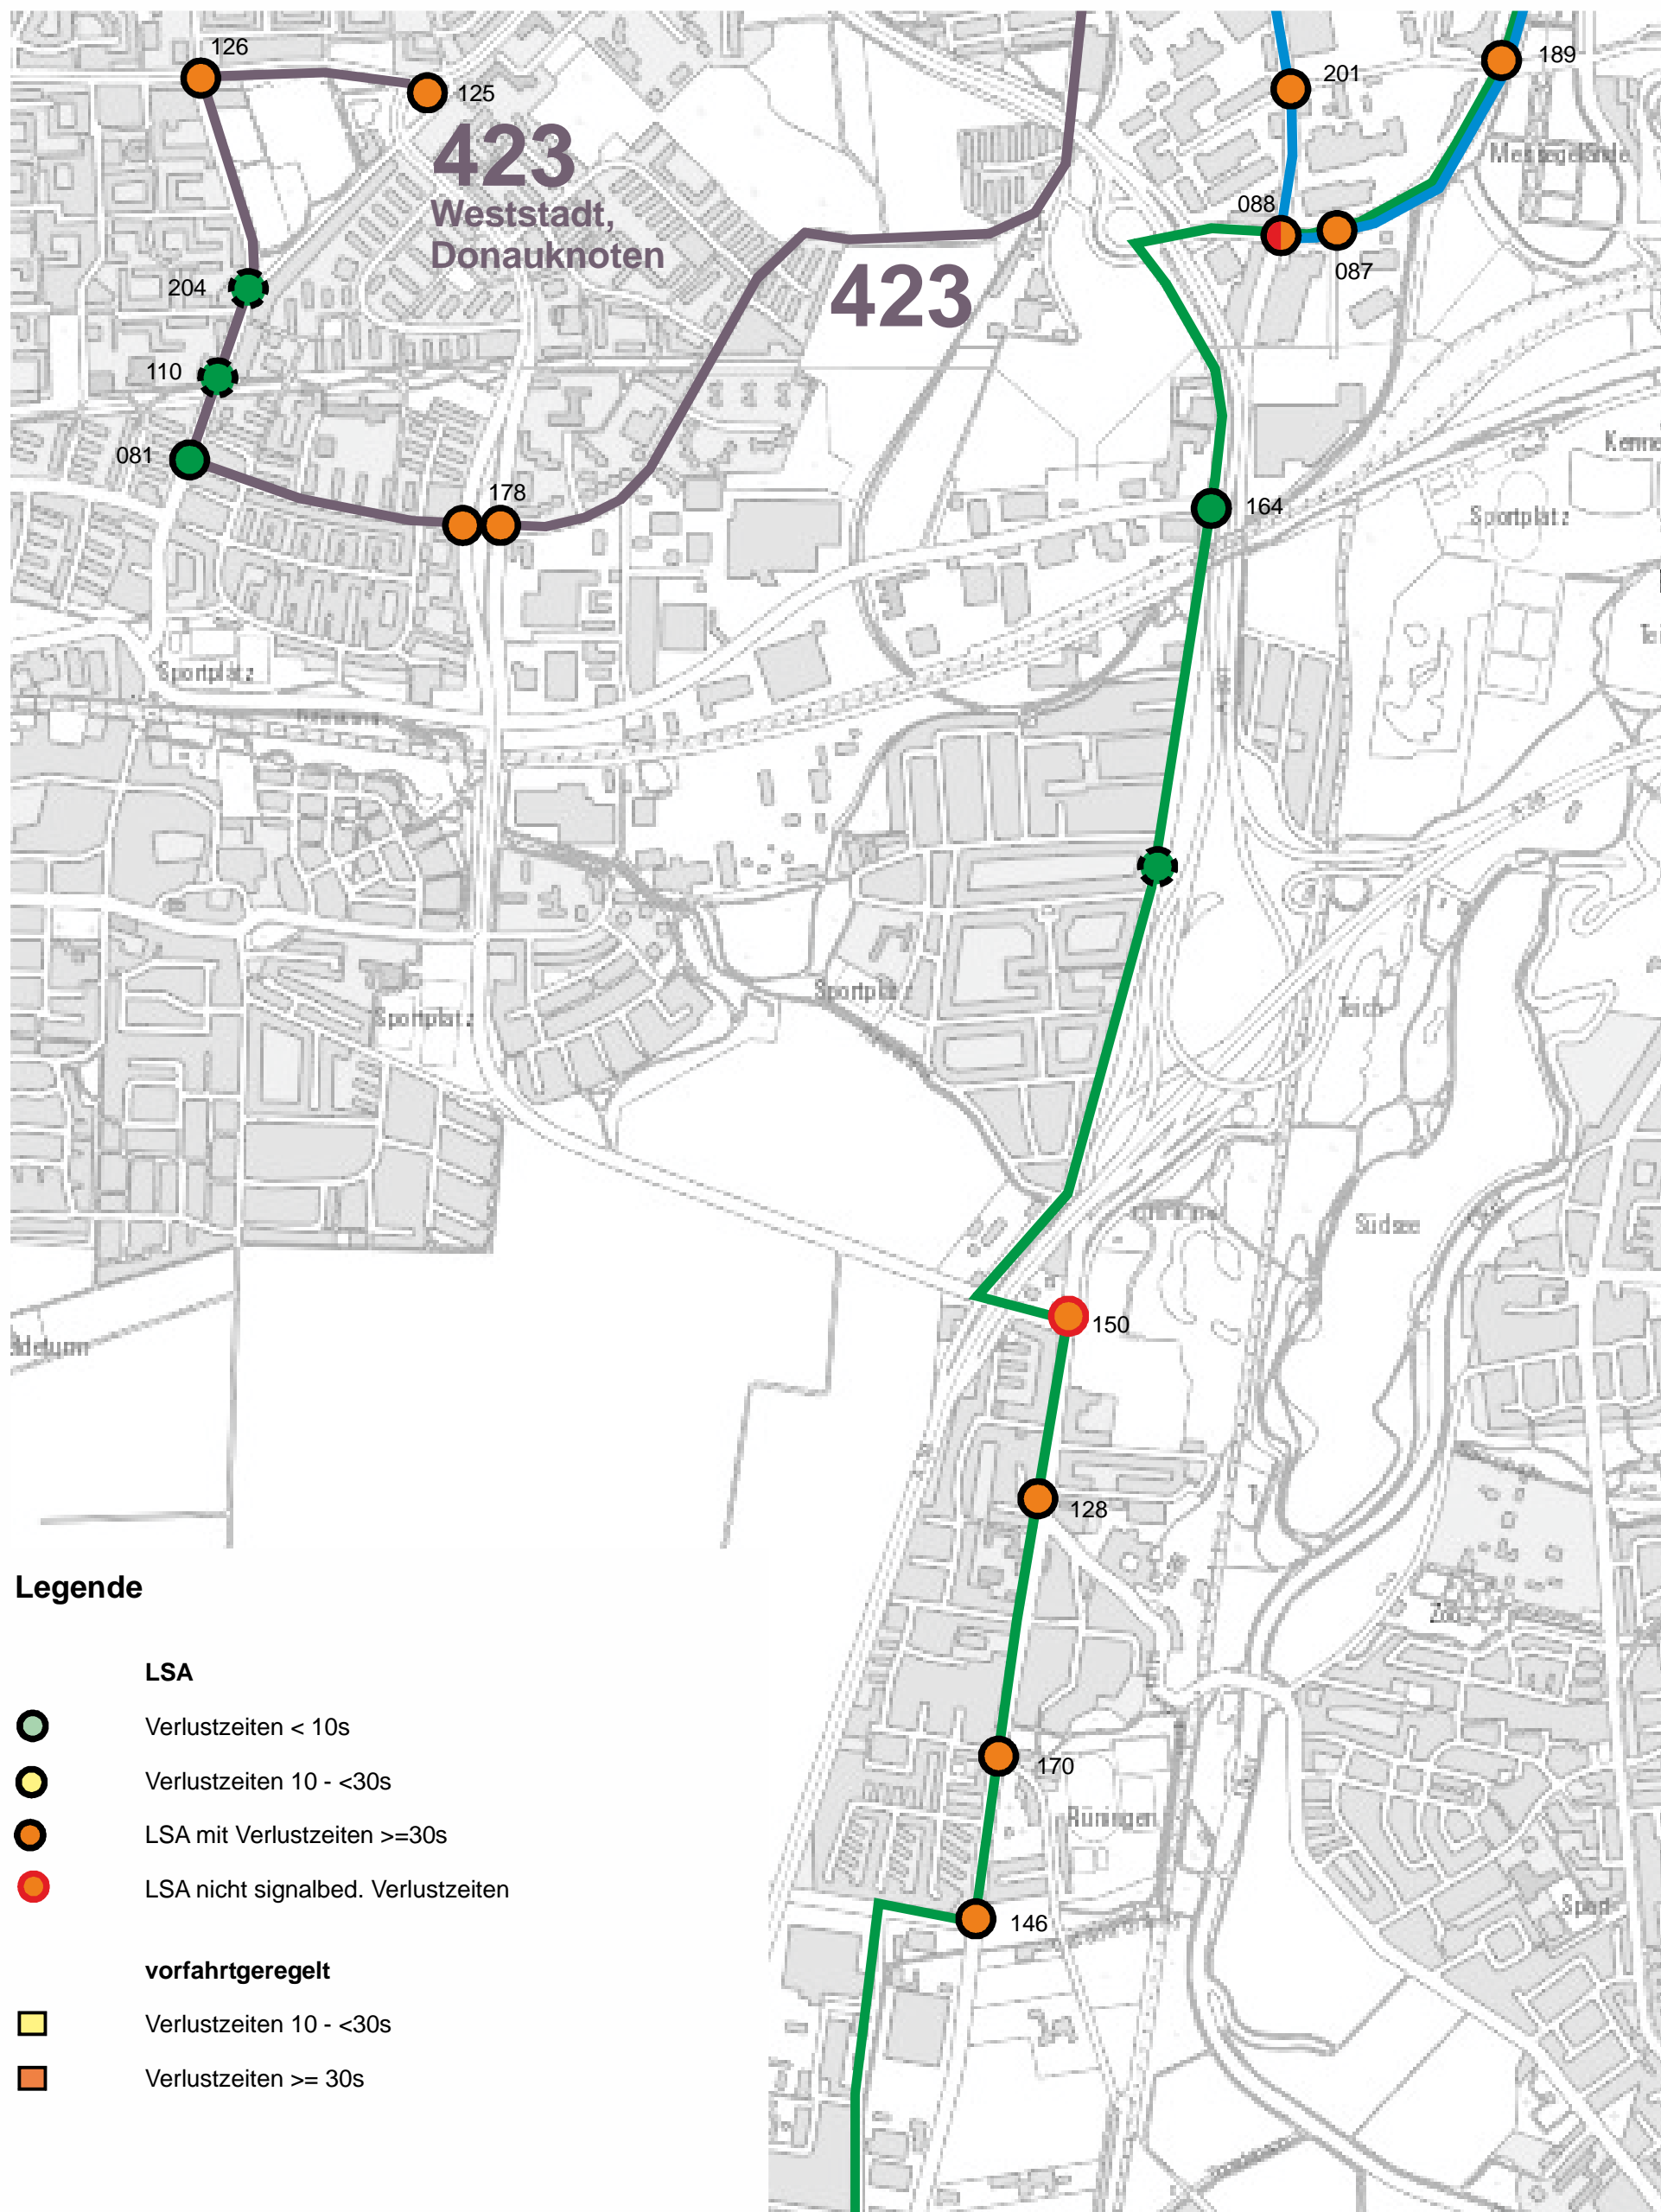 126
125
201
189
423
Weststadt,
Donauknoten
Messegelände
088
087
204
423
110
081
178
164
Sportplatz
Sportplatz
Sportplatz
Sportplatz
Teich
Südsee
150
128
Zoo
170
Rüningen
146
Legende
LSA
Verlustzeiten < 10s
Verlustzeiten 10 - <30s
LSA mit Verlustzeiten >=30s
LSA nicht signalbed. Verlustzeiten
vorfahrtgeregelt
Verlustzeiten 10 - <30s
Verlustzeiten >= 30s